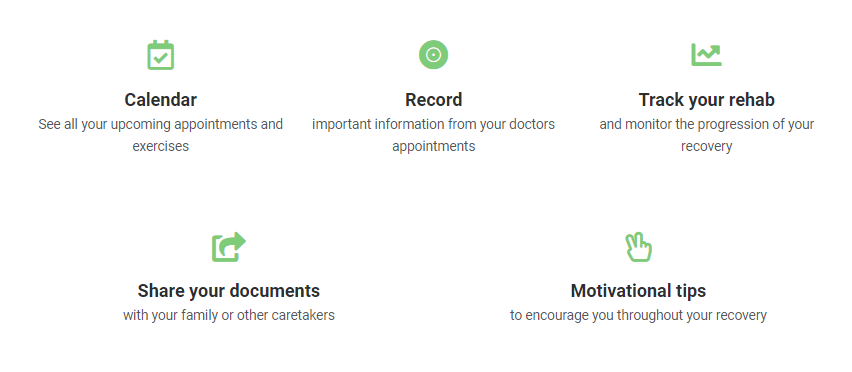 Calendar
See all your upcoming appointments and
exercises
Record
important information from your doctors
appointments
Track your rehab
and monitor the progression of your
recovery
Share your documents
with your family or other caretakers
Motivational tips
to encourage you throughout your recovery